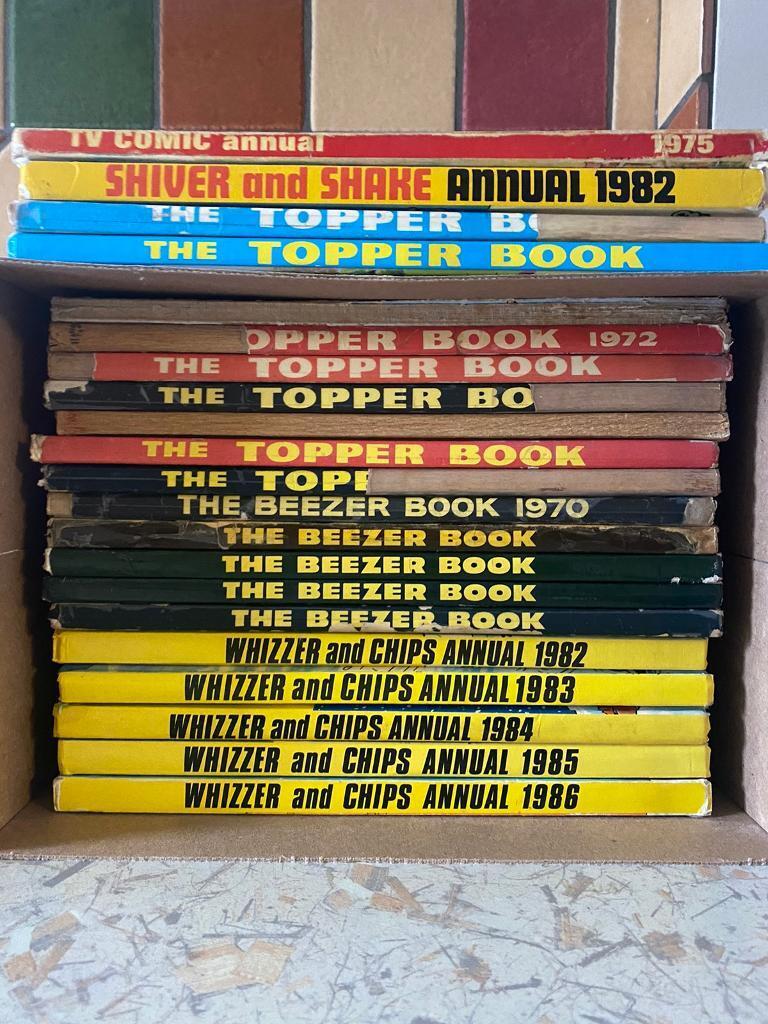 TV COMIC annual 1975
SHIVER and SHAKE ANNUAL 1982
THE TOPPER BO
THE TOPPER BOOK
OPPER BOOK 1972
THE TOPPER BOOK
THE TOPPER BO
THE TOPPER BOOK
THE TOPP
THE BEEZER BOOK 1970
THE BEEZER BOOK
THE BEEZER BOOK
THE BEEZER BOOK
THE BEEZER BOOK
WHIZZER and CHIPS ANNUAL 1982
WHIZZER and CHIPS ANNUAL 1983
WHIZZER and CHIPS ANNUAL 1984
WHIZZER and CHIPS ANNUAL 1985
WHIZZER and CHIPS ANNUAL 1986